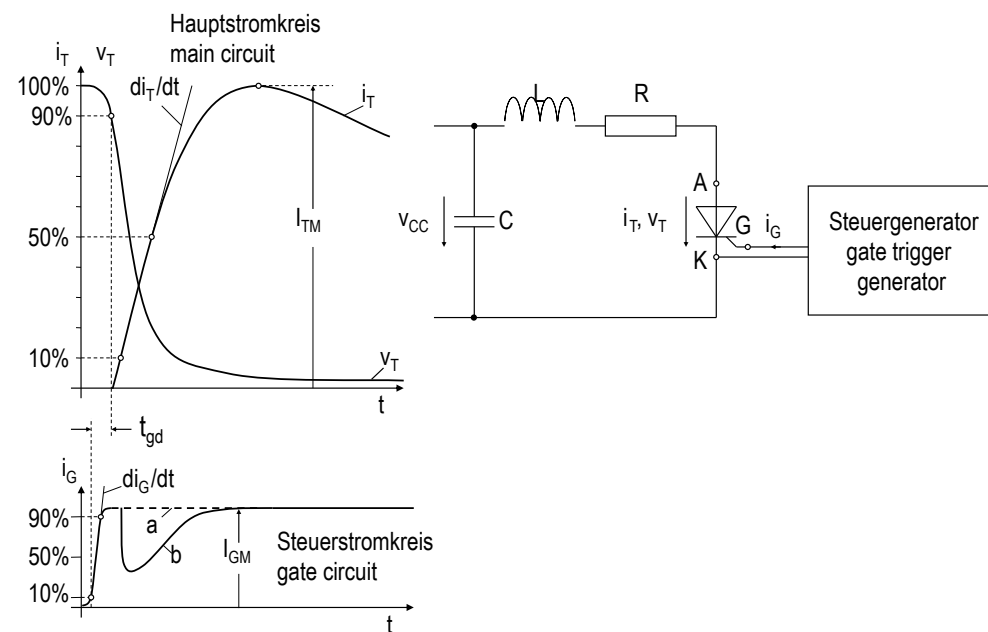 Hauptstromkreis
main circuit
i_T
v_T
di_T/dt
100%
90%
50%
10%
i_T
I_TM
v_T
t
t_gd
i_G
di_G/dt
90%
50%
10%
a
b
I_GM
Steuerstromkreis
gate circuit
t
L
R
A
v_CC
C
i_T, v_T
G
i_G
K
Steuergenerator
gate trigger
generator